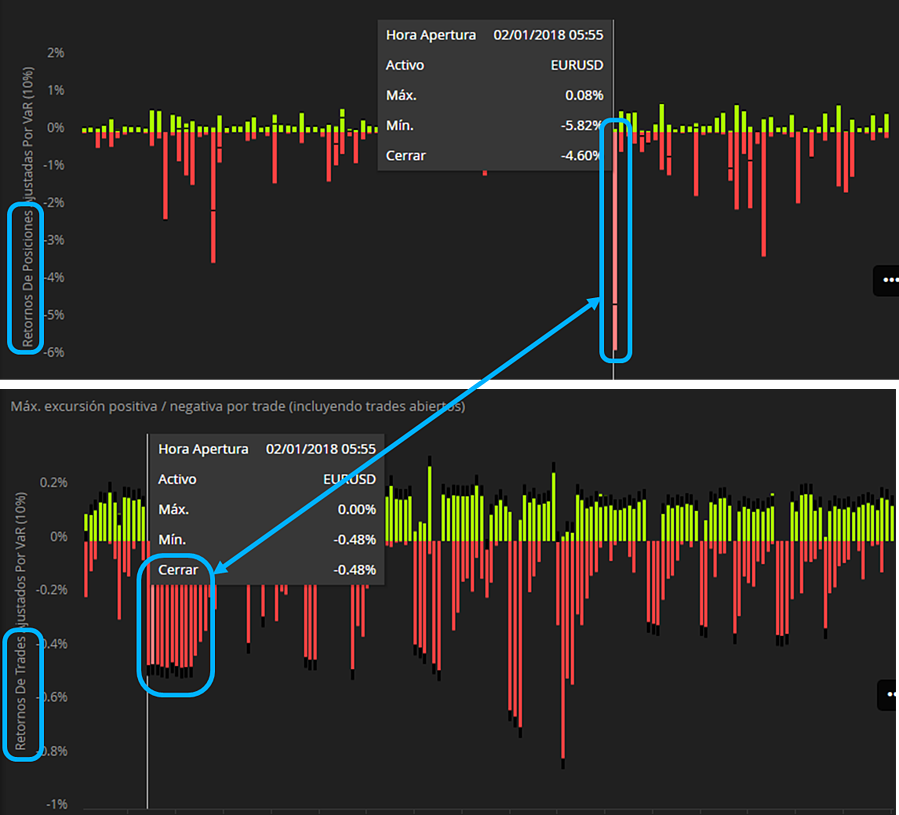 Hora Apertura 02/01/2018 05:55
Activo EURUSD
Máx. 0.08%
Mín. -5.82%
Cerrar -4.60%
Retornos De Posiciones Ajustadas Por VaR (10%)
2%
1%
0%
-1%
-2%
-3%
-4%
-5%
-6%
Máx. excursión positiva / negativa por trade (incluyendo trades abiertos)
Hora Apertura 02/01/2018 05:55
Activo EURUSD
Máx. 0.00%
Mín. -0.48%
Cerrar -0.48%
Retornos De Trades Ajustados Por VaR (10%)
0.2%
0%
-0.2%
-0.4%
-0.6%
-0.8%
-1%